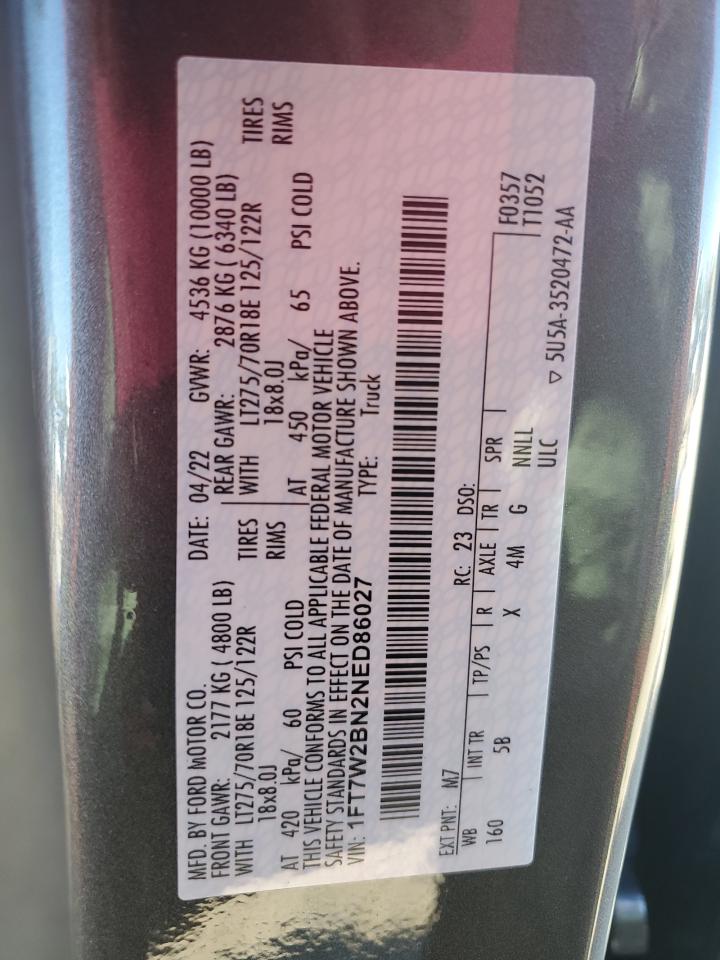 MFD. BY FORD MOTOR CO.
DATE: 04/22 GVWR: 4536 KG (10000 LB)
FRONT GAWR: 2177 KG ( 4800 LB) REAR GAWR: 2876 KG ( 6340 LB)
WITH LT275/70R18E 125/122R TIRES WITH LT275/70R18E 125/122R TIRES
18x8.0J RIMS 18x8.0J RIMS
AT 420 kPa/ 60 PSI COLD AT 450 kPa/ 65 PSI COLD
THIS VEHICLE CONFORMS TO ALL APPLICABLE FEDERAL MOTOR VEHICLE
SAFETY STANDARDS IN EFFECT ON THE DATE OF MANUFACTURE SHOWN ABOVE.
VIN: 1FT7W2BN2NED86027 TYPE: Truck
EXT PNT: M7 RC: 23 DSO: F0357
WB INT TR TP/PS R AXLE TR SPR T1052
160 5B X 4M G NNLL
ULC
▽ 5U5A-3520472-AA